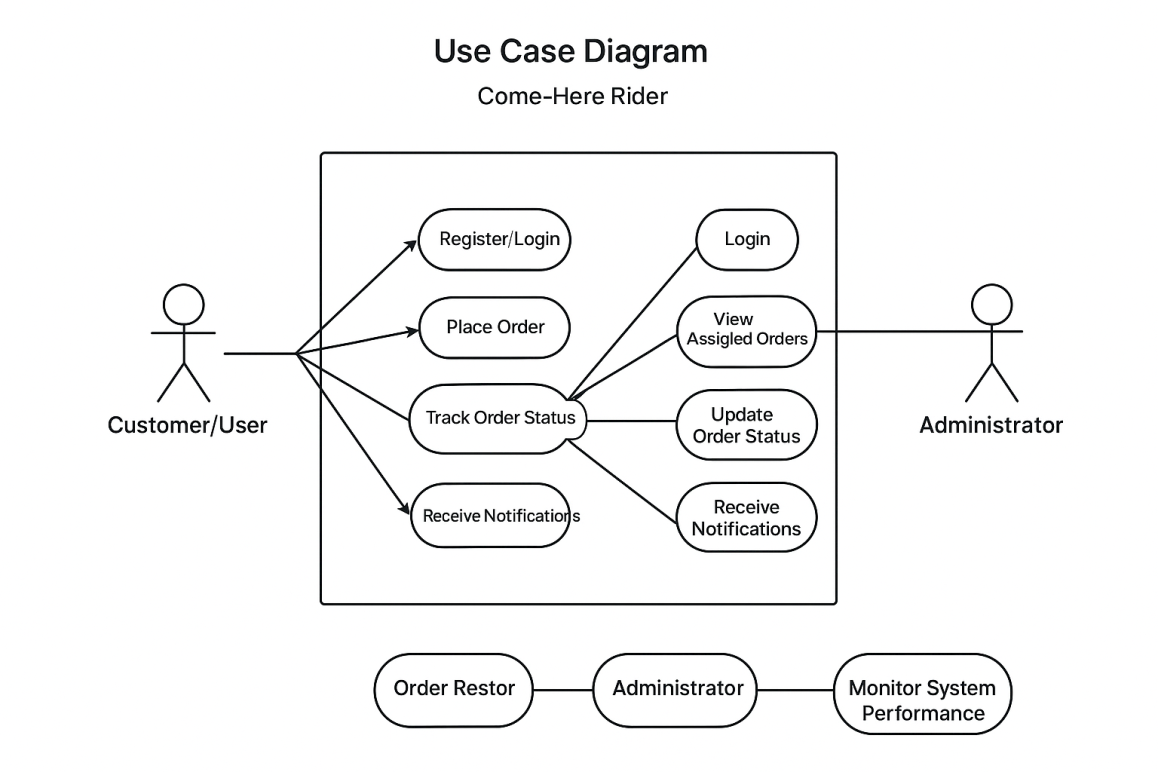 Use Case Diagram
Come-Here Rider
Register/Login
Place Order
Track Order Status
Receive Notifications
Login
View
Assigled Orders
Update
Order Status
Receive
Notifications
Customer/User
Administrator
Order Restor
Administrator
Monitor System
Performance